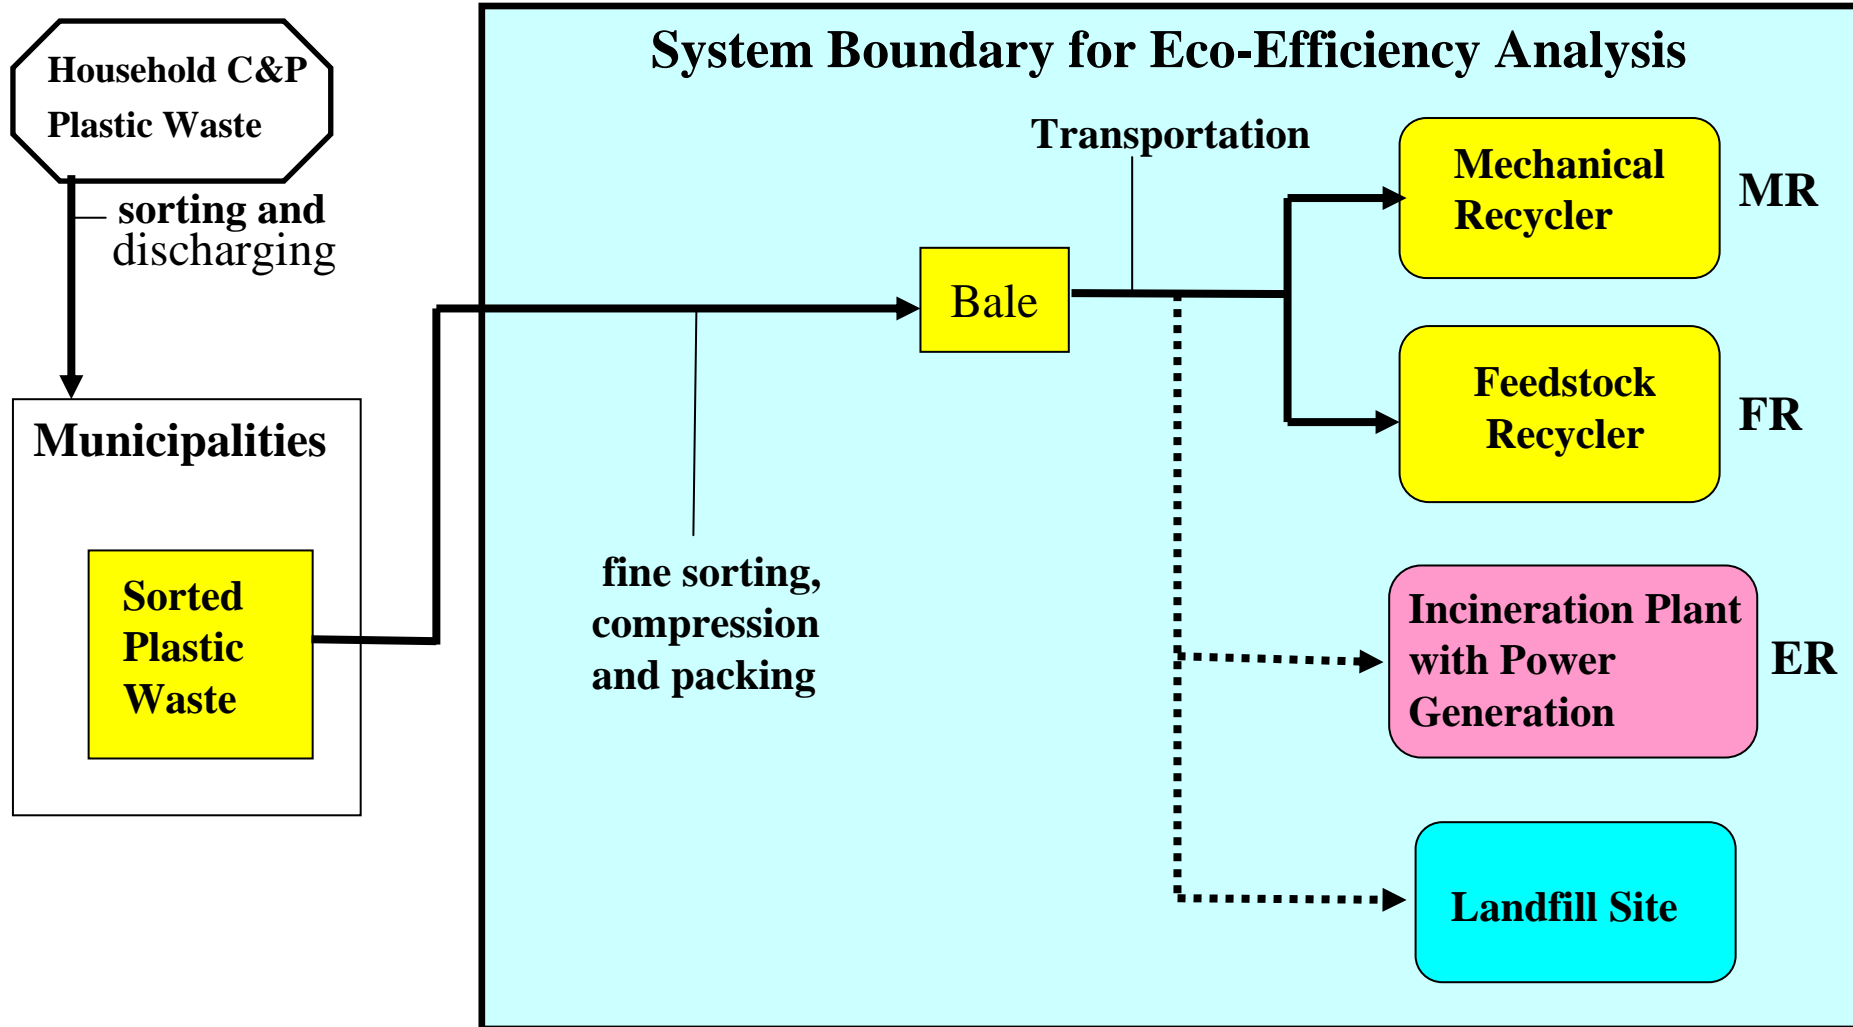 Household C&P
Plastic Waste
sorting and
discharging
Municipalities
Sorted
Plastic
Waste
System Boundary for Eco-Efficiency Analysis
Transportation
Bale
fine sorting,
compression
and packing
Mechanical
Recycler
MR
Feedstock
Recycler
FR
Incineration Plant
with Power
Generation
ER
Landfill Site